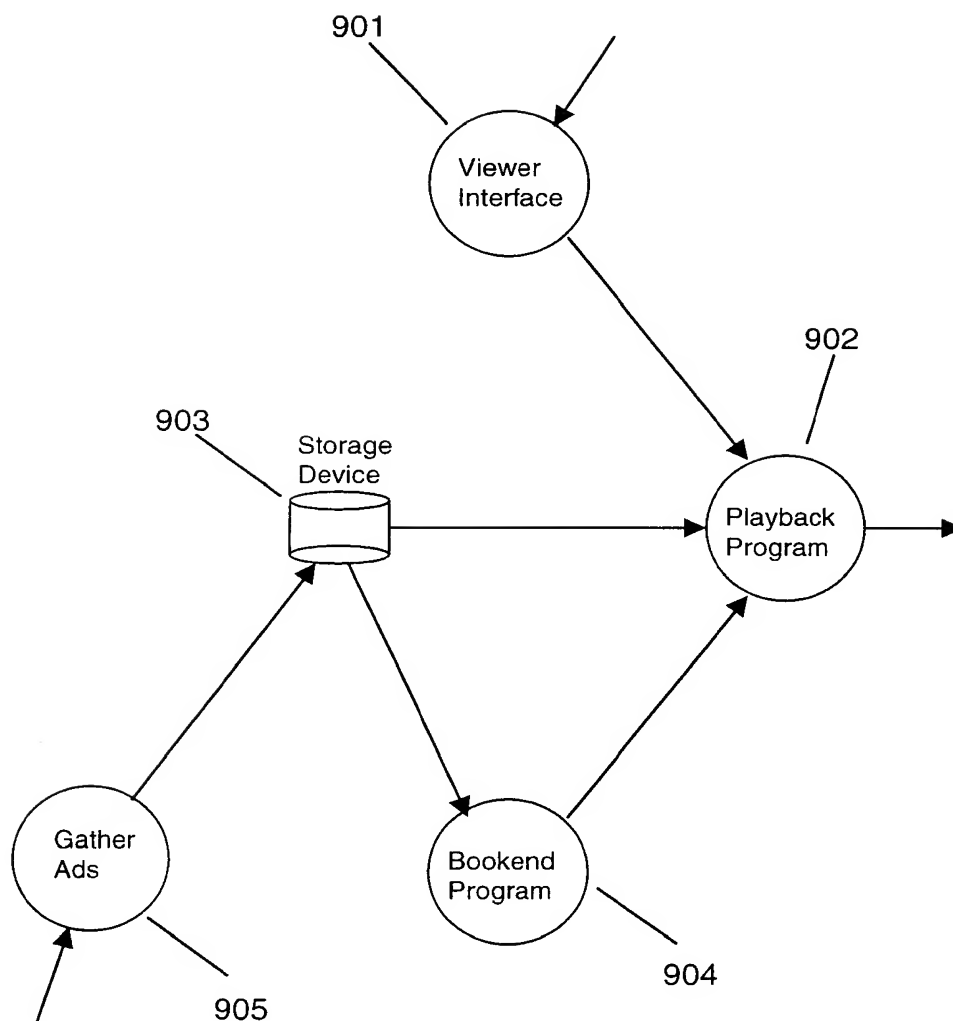 901
Viewer
Interface
902
903
Storage
Device
Playback
Program
Gather
Ads
Bookend
Program
904
905